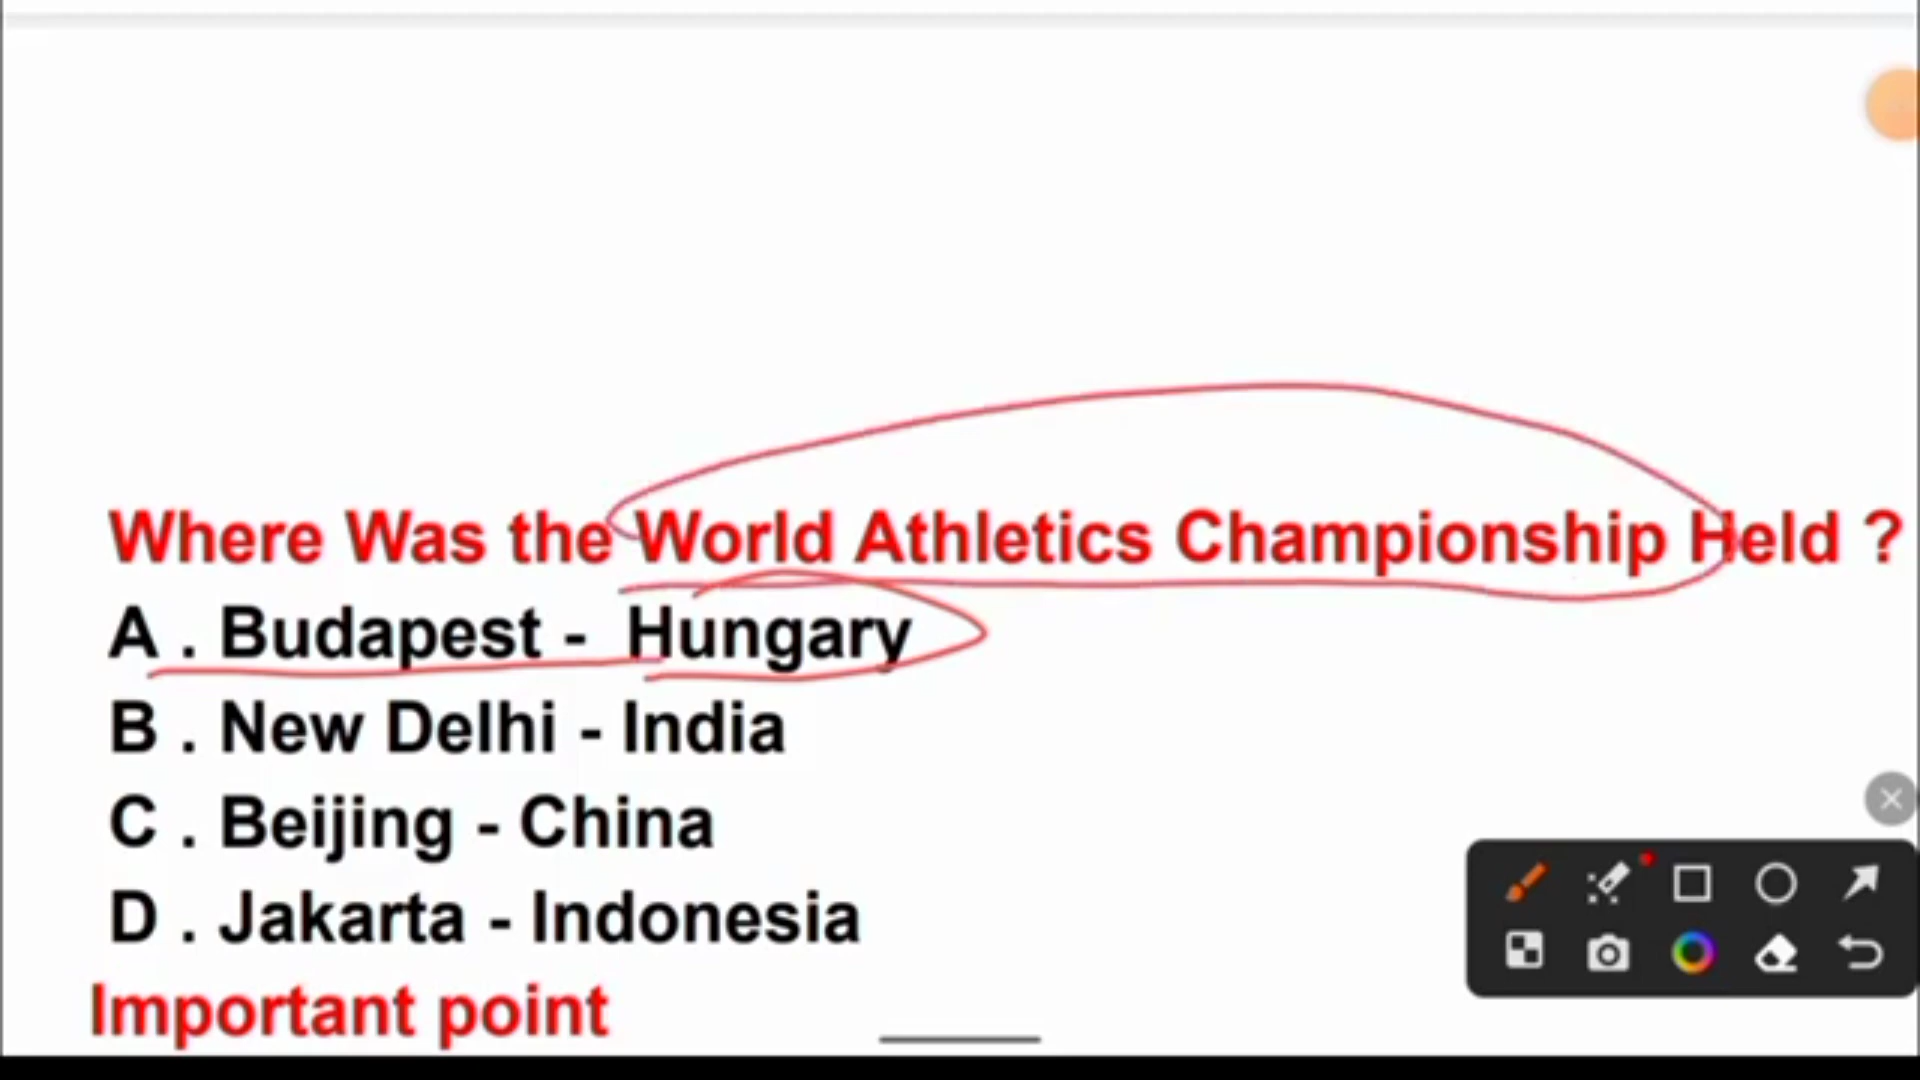 Where Was the World Athletics Championship Held ?
A . Budapest - Hungary
B . New Delhi - India
C . Beijing - China
D . Jakarta - Indonesia
Important point